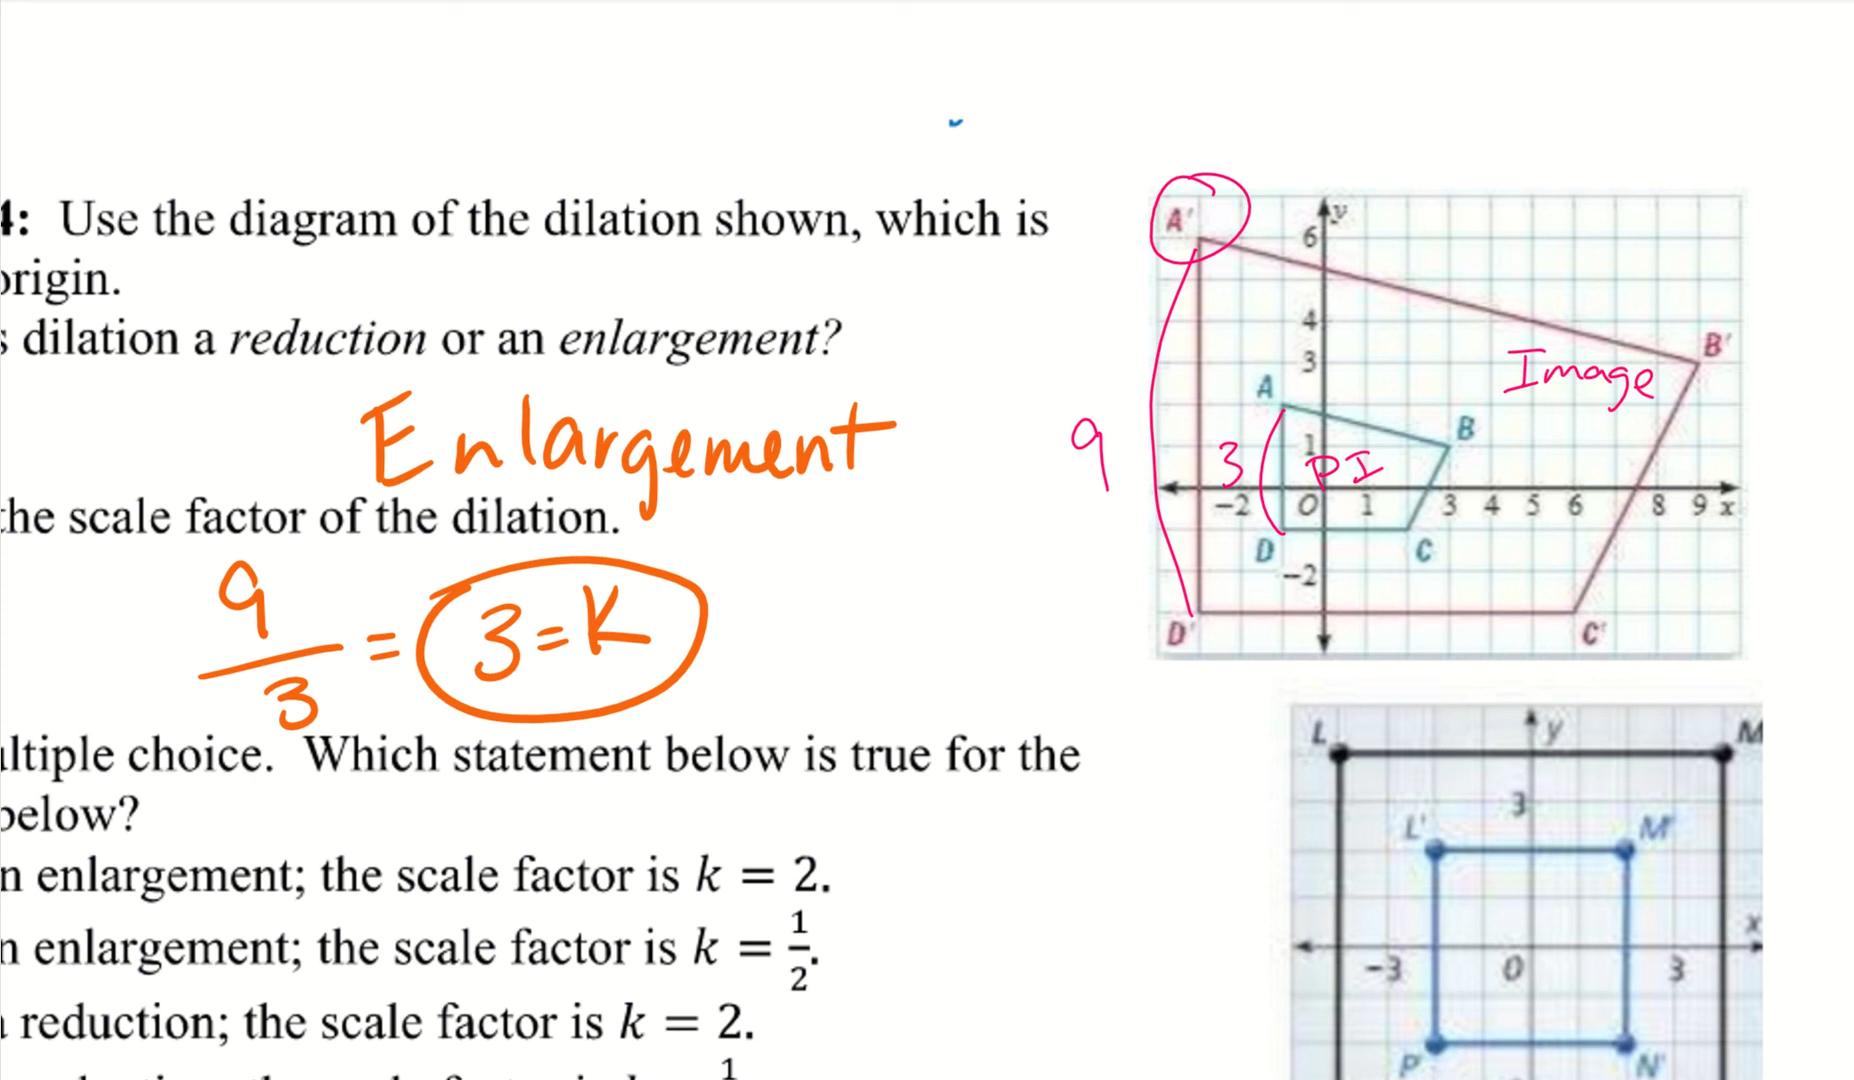 4: Use the diagram of the dilation shown, which is
origin.
s dilation a reduction or an enlargement?
Enlargement
the scale factor of the dilation.
9/3 = 3=K
ultiple choice. Which statement below is true for the
below?
n enlargement; the scale factor is k = 2.
n enlargement; the scale factor is k = 1/2.
reduction; the scale factor is k = 2.
1
A'
y
6
4
3
B'
Image
A
B
9
3
1
PI
-2
O
1
3
4
5
6
8
9
x
D
C
-2
D'
C'
L
y
M
3
L'
M'
x
-3
0
3
P'
N'